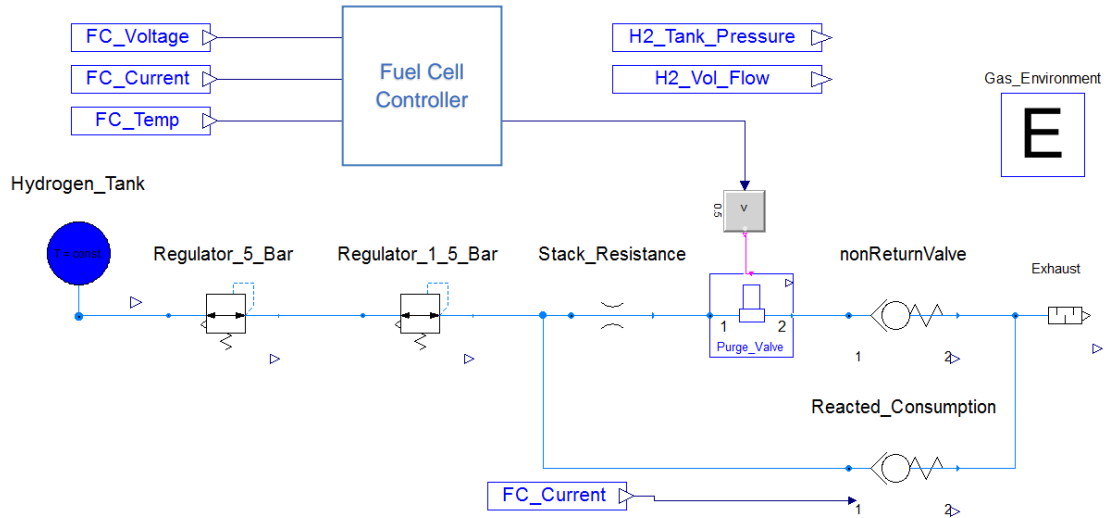 FC_Voltage
FC_Current
FC_Temp
Fuel Cell
Controller
H2_Tank_Pressure
H2_Vol_Flow
Gas_Environment
E
Hydrogen_Tank
T = const
v
0.5
Regulator_5_Bar
Regulator_1_5_Bar
Stack_Resistance
nonReturnValve
Exhaust
1
2
Purge_Valve
1
2
Reacted_Consumption
FC_Current
1
2